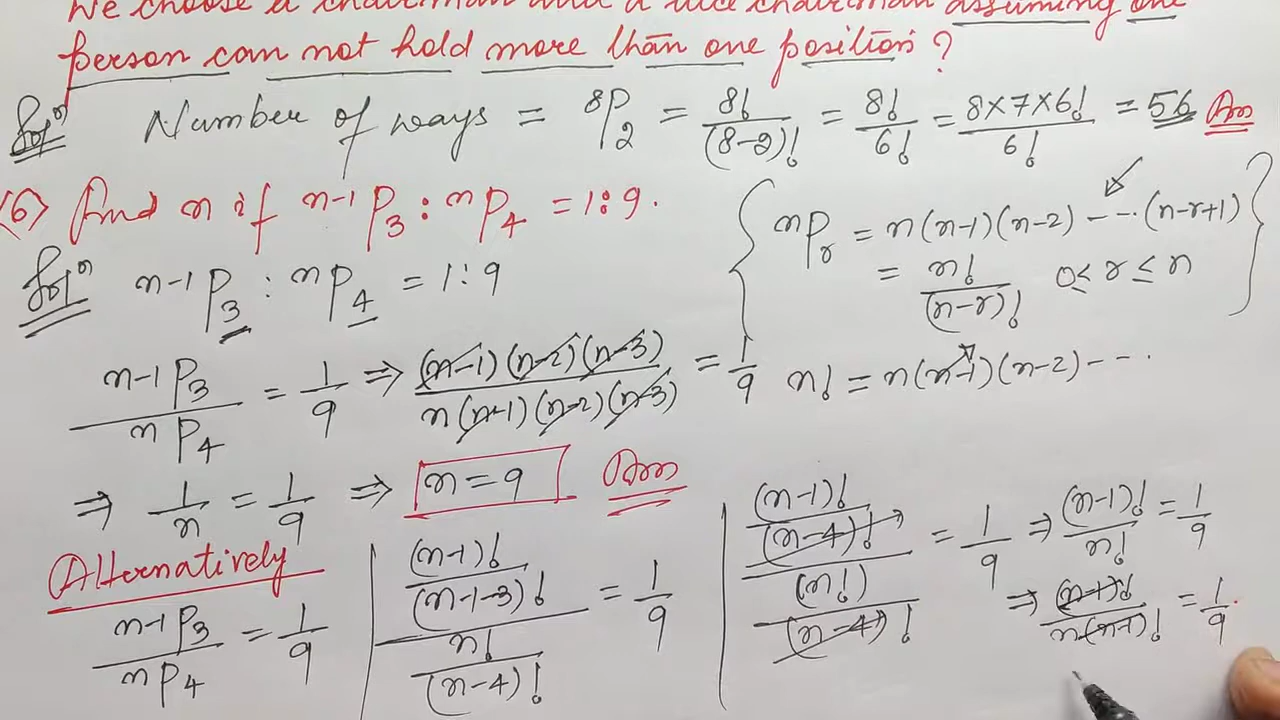 We choose a chairman and a vice chairman assuming one
person can not hold more than one position ?
Solⁿ Number of ways = ⁸P₂ = 8!/(8-2)! = 8!/6! = 8×7×6!/6! = 56 Ans
(6) find n if ⁿ⁻¹P₃ : ⁿP₄ = 1:9.
Solⁿ ⁿ⁻¹P₃ : ⁿP₄ = 1:9
{ ⁿPᵣ = n(n-1)(n-2) -- -- (n-r+1)
= n!/(n-r)! 0≤ r ≤ n }
ⁿ⁻¹P₃/ⁿP₄ = 1/9 ⇒ (n-1)(n-2)(n-3)/n(n-1)(n-2)(n-3) = 1/9
n! = n(n-1)(n-2) -- --
⇒ 1/n = 1/9 ⇒ n = 9 Ans
Alternatively
ⁿ⁻¹P₃/ⁿP₄ = 1/9
(n-1)!/(n-1-3)! / n!/(n-4)! = 1/9
(n-1)!/(n-4)! / (n!)/(n-4)! = 1/9 ⇒ (n-1)!/n! = 1/9
⇒ (n-1)!/n(n-1)! = 1/9